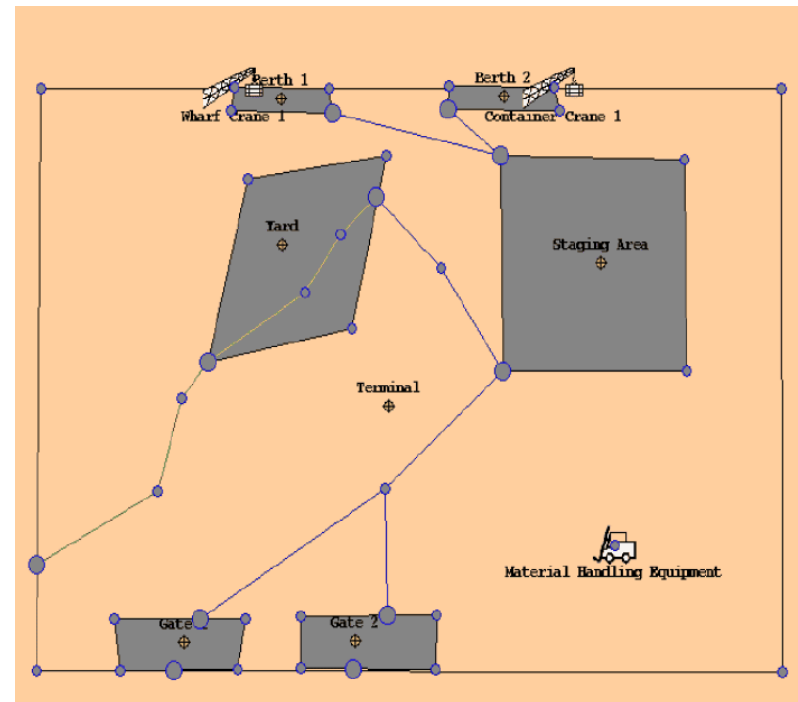 Berth 1
Berth 2
Wharf Crane 1
Container Crane 1
Yard
Staging Area
Terminal
Material Handling Equipment
Gate
Gate 2